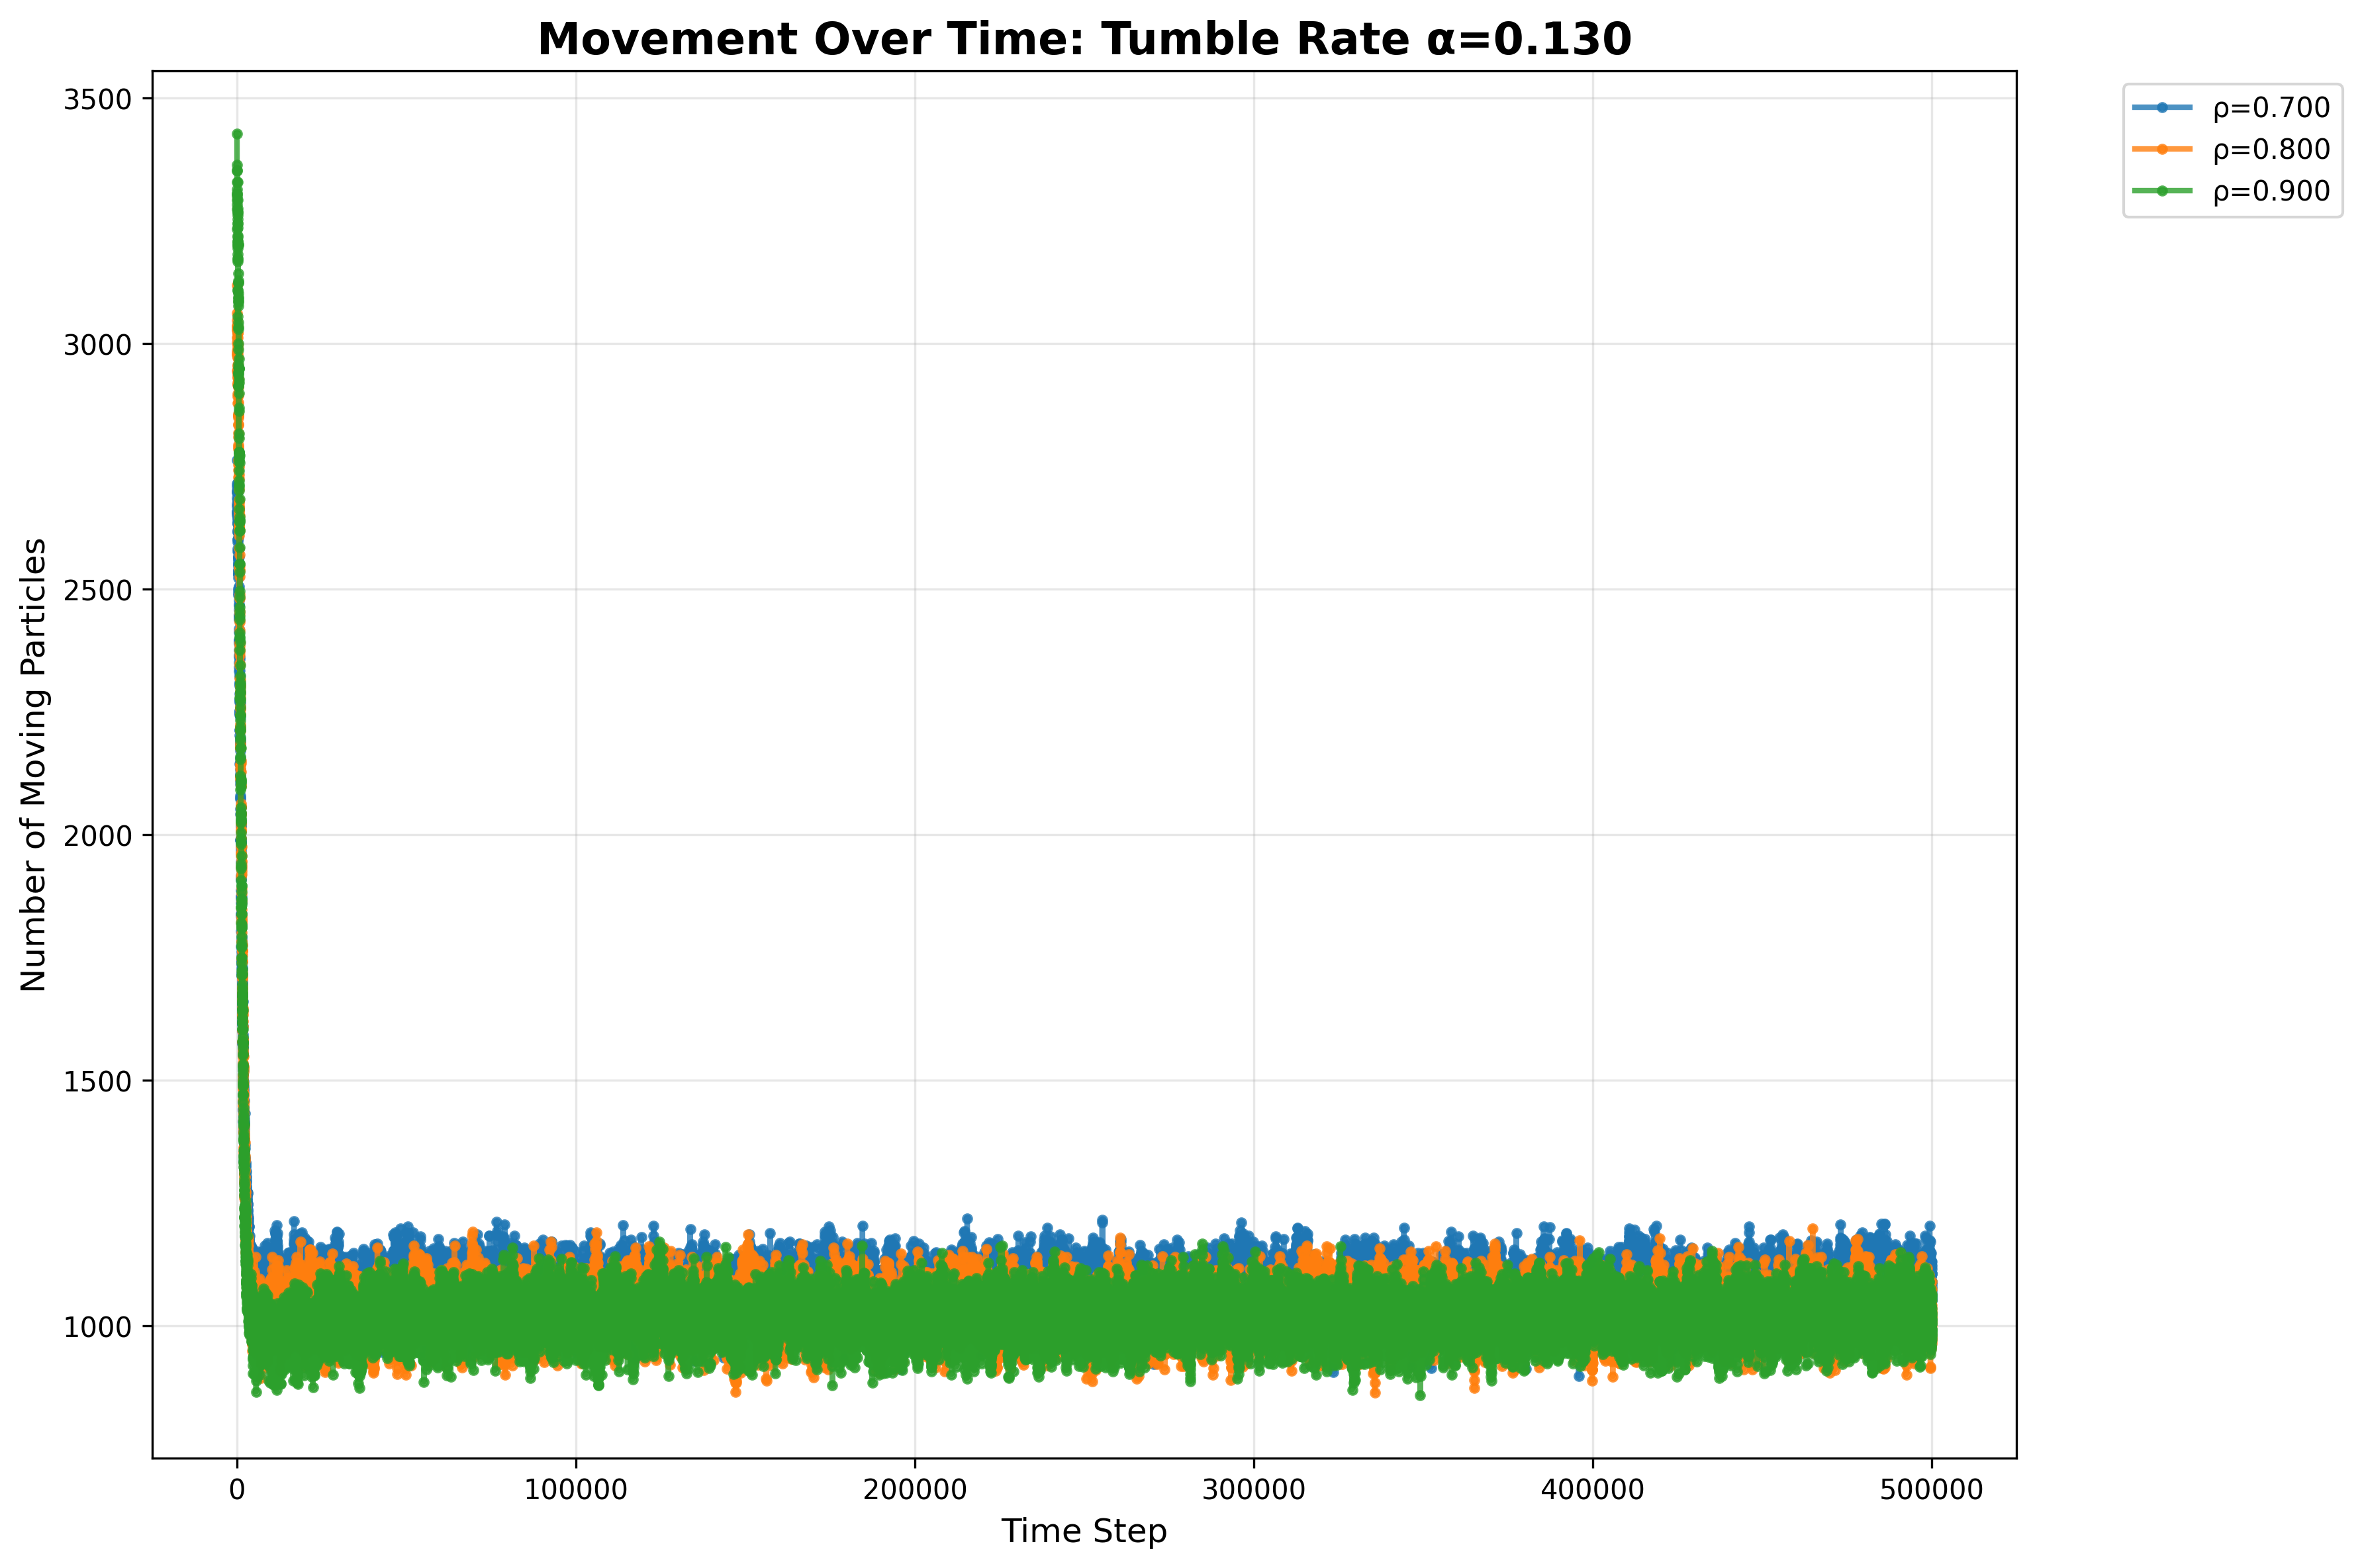 Movement Over Time: Tumble Rate α=0.130
3500
3000
2500
2000
1500
1000
Number of Moving Particles
0
100000
200000
300000
400000
500000
Time Step
ρ=0.700
ρ=0.800
ρ=0.900